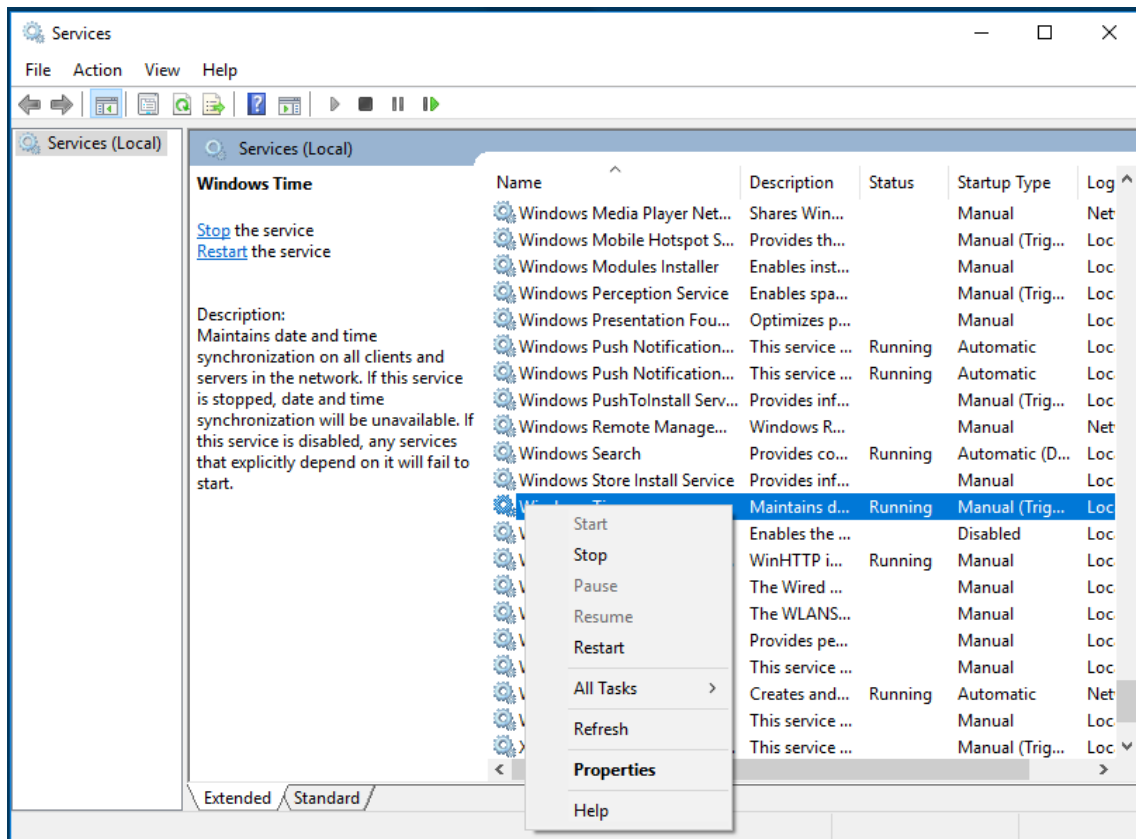 Services
File Action View Help
Services (Local)
Services (Local)
Windows Time
Stop the service
Restart the service
Description:
Maintains date and time
synchronization on all clients and
servers in the network. If this service
is stopped, date and time
synchronization will be unavailable. If
this service is disabled, any services
that explicitly depend on it will fail to
start.
Name Description Status Startup Type Log
Windows Media Player Net... Shares Win... Manual Net
Windows Mobile Hotspot S... Provides th... Manual (Trig... Loc
Windows Modules Installer Enables inst... Manual Loc
Windows Perception Service Enables spa... Manual (Trig... Loc
Windows Presentation Fou... Optimizes p... Manual Loc
Windows Push Notification... This service ... Running Automatic Loc
Windows Push Notification... This service ... Running Automatic Loc
Windows PushToInstall Serv... Provides inf... Manual (Trig... Loc
Windows Remote Manage... Windows R... Manual Net
Windows Search Provides co... Running Automatic (D... Loc
Windows Store Install Service Provides inf... Manual Loc
Maintains d... Running Manual (Trig... Loc
Enables the ... Disabled Loc
WinHTTP i... Running Manual Loc
The Wired ... Manual Loc
The WLANS... Manual Loc
Provides pe... Manual Loc
This service ... Manual Loc
Creates and... Running Automatic Net
This service ... Manual Loc
This service ... Manual (Trig... Loc
Start
Stop
Pause
Resume
Restart
All Tasks
Refresh
Properties
Help
Extended Standard